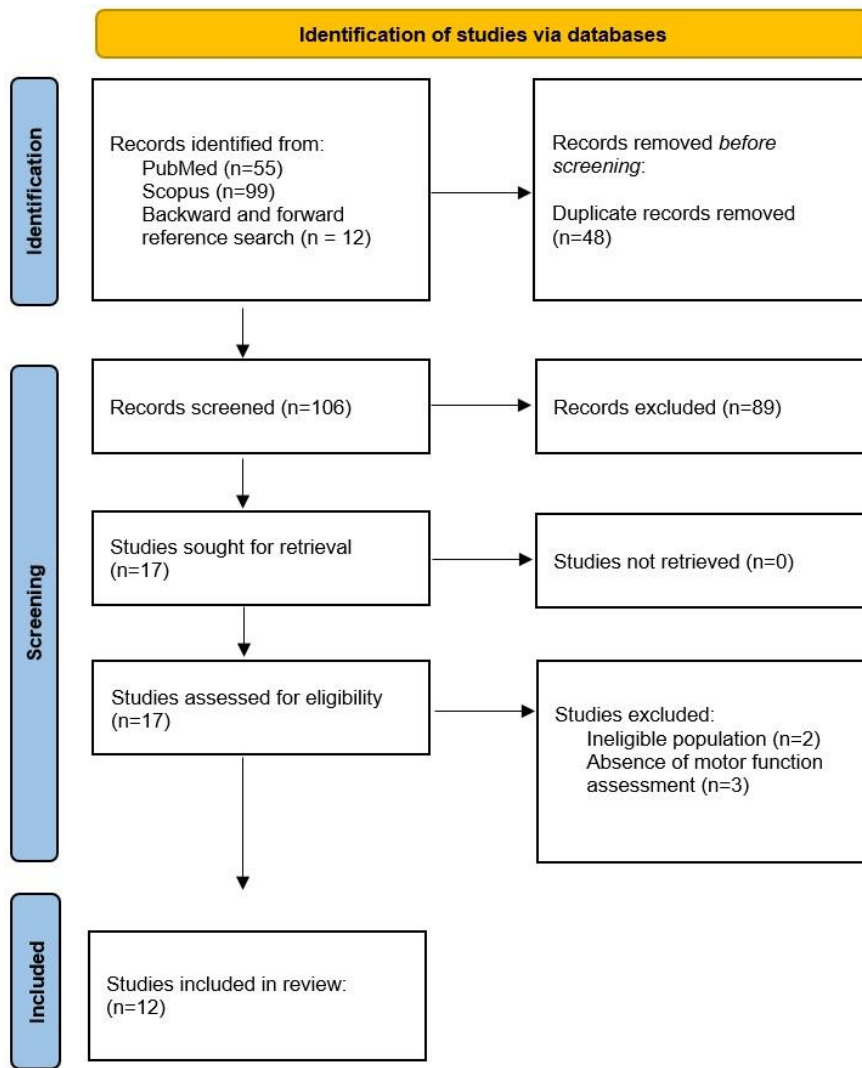 Identification of studies via databases
Identification
Records identified from:
PubMed (n=55)
Scopus (n=99)
Backward and forward
reference search (n = 12)
Records removed before
screening:
Duplicate records removed
(n=48)
Screening
Records screened (n=106)
Records excluded (n=89)
Studies sought for retrieval
(n=17)
Studies not retrieved (n=0)
Studies assessed for eligibility
(n=17)
Studies excluded:
Ineligible population (n=2)
Absence of motor function
assessment (n=3)
Included
Studies included in review:
(n=12)